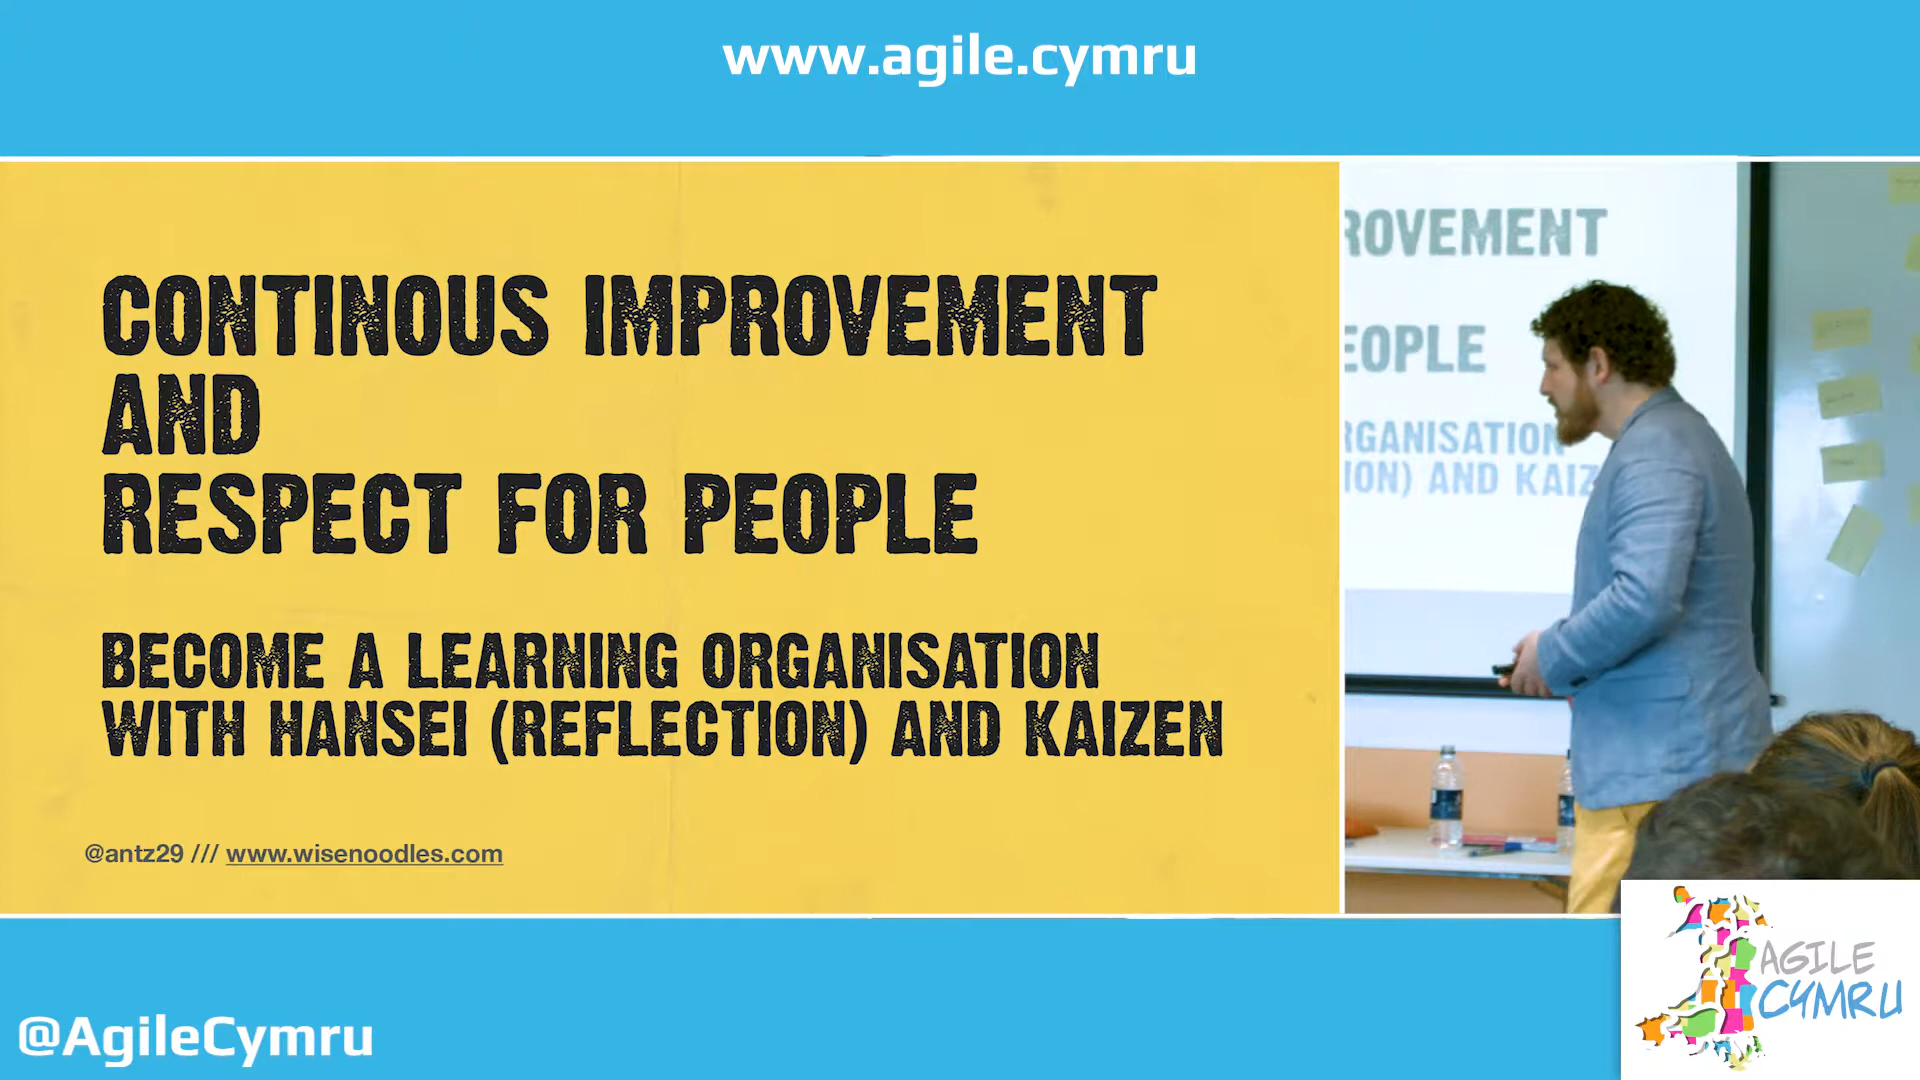 www.agile.cymru
CONTINOUS IMPROVEMENT
AND
RESPECT FOR PEOPLE
BECOME A LEARNING ORGANISATION
WITH HANSEI (REFLECTION) AND KAIZEN
@antz29 /// www.wisenoodles.com
ROVEMENT
EOPLE
RGANISATION
ION) AND KAIZ
@AgileCymru
AGILE
CYMRU